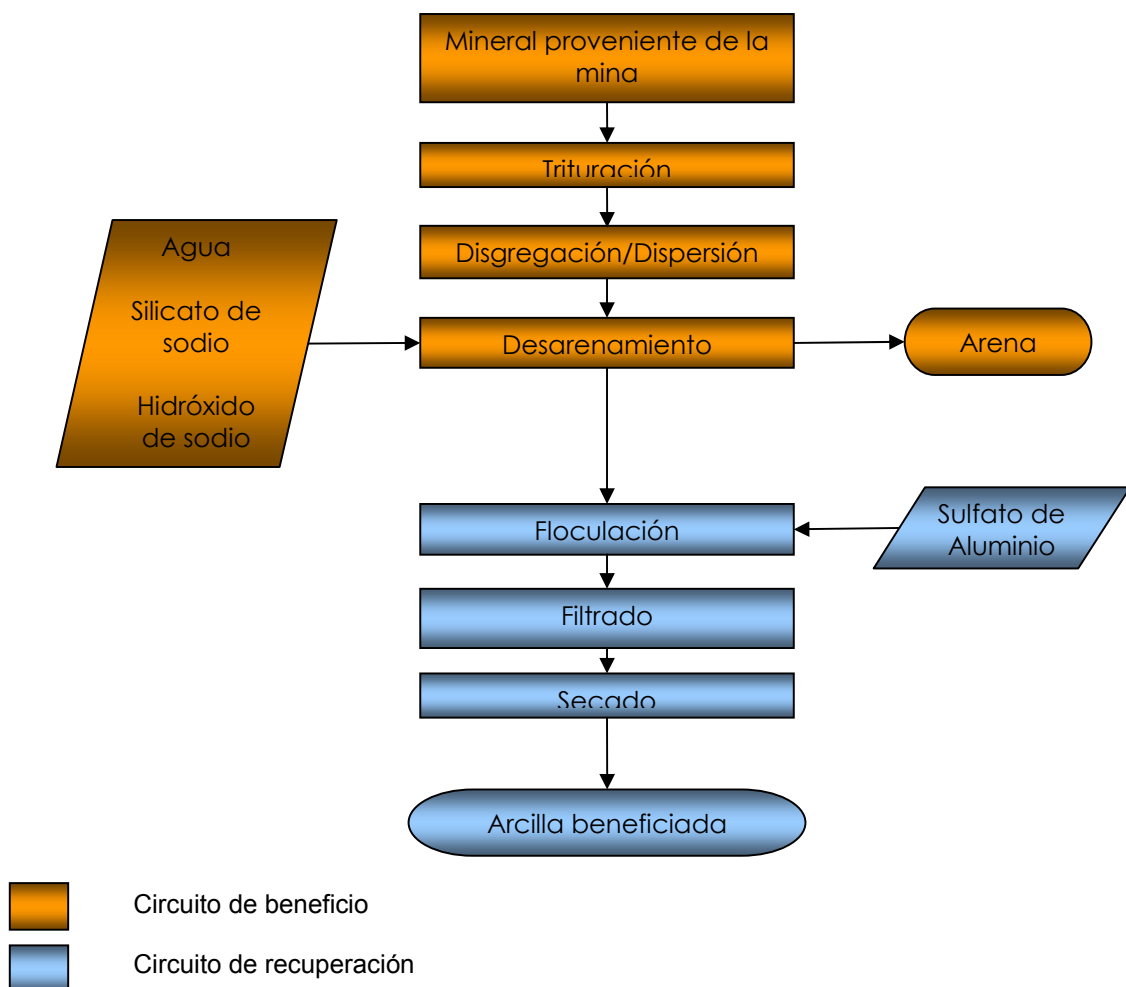 Mineral proveniente de la
mina
Trituración
Disgregación/Dispersión
Agua
Silicato de
sodio
Hidróxido
de sodio
Desarenamiento
Arena
Floculación
Sulfato de
Aluminio
Filtrado
Secado
Arcilla beneficiada
Circuito de beneficio
Circuito de recuperación